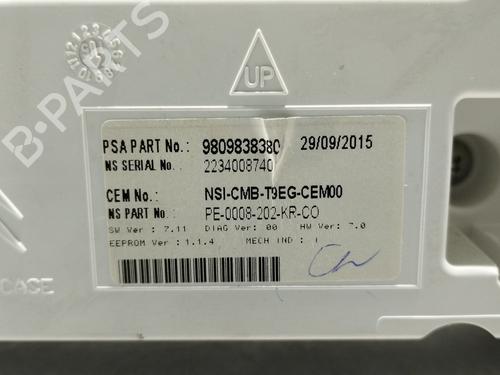 UP
PSA PART No.: 9809838380 29/09/2015
NS SERIAL No.: 2234008740
CEM No.: NSI-CMB-T9EG-CEM00
NS PART No.: PE-0008-202-KR-CO
SW Ver : 7.11 DIAG Ver: 00 HW Ver: 7.0
EEPROM Ver : 1.1.4 MECH IND : I
CASE
B-PARTS